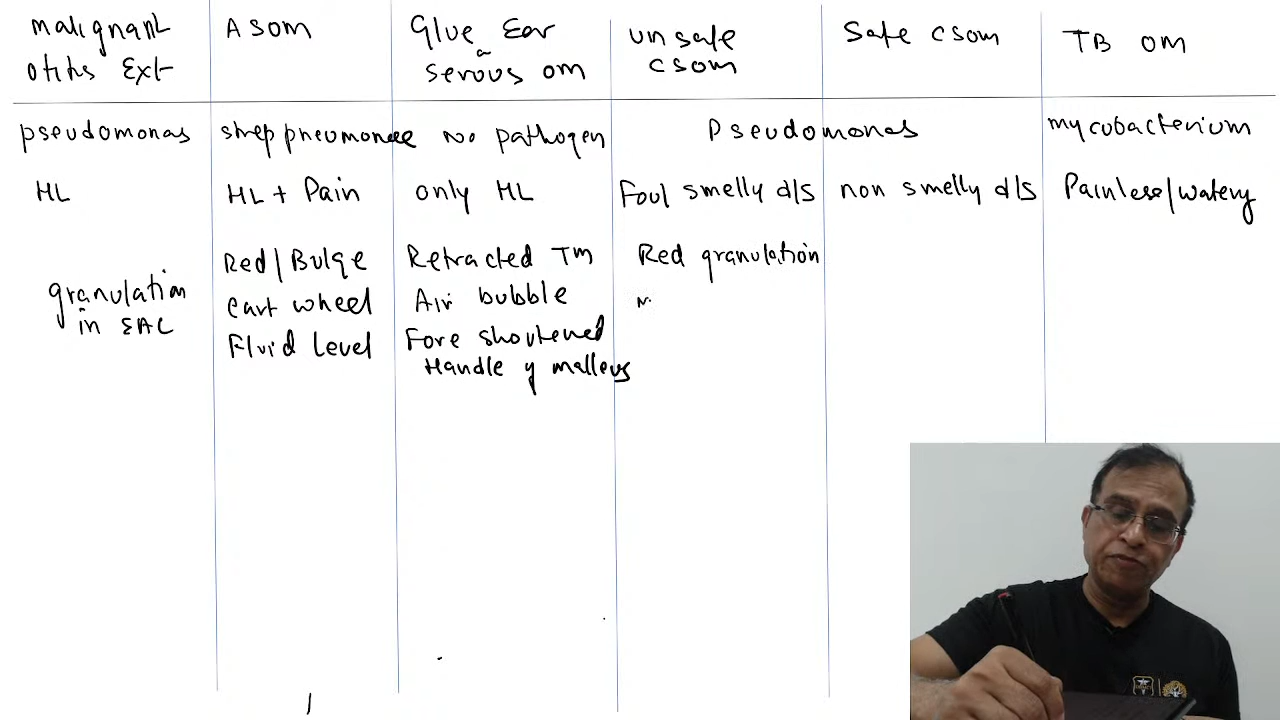 malignant
otitis Ext
ASOM
Glue Ear
serous om
unsafe
csom
Safe csom
TB om
pseudomonas
strep pneumonae
no pathogen
Pseudomonas
mycobacterium
HL
HL + Pain
only HL
Foul smelly d/s
non smelly d/s
Painless/watery
granulation
in EAC
Red/Bulge
cart wheel
Fluid Level
Retracted Tm
Air bubble
Fore shortened
Handle of malleus
Red granulation